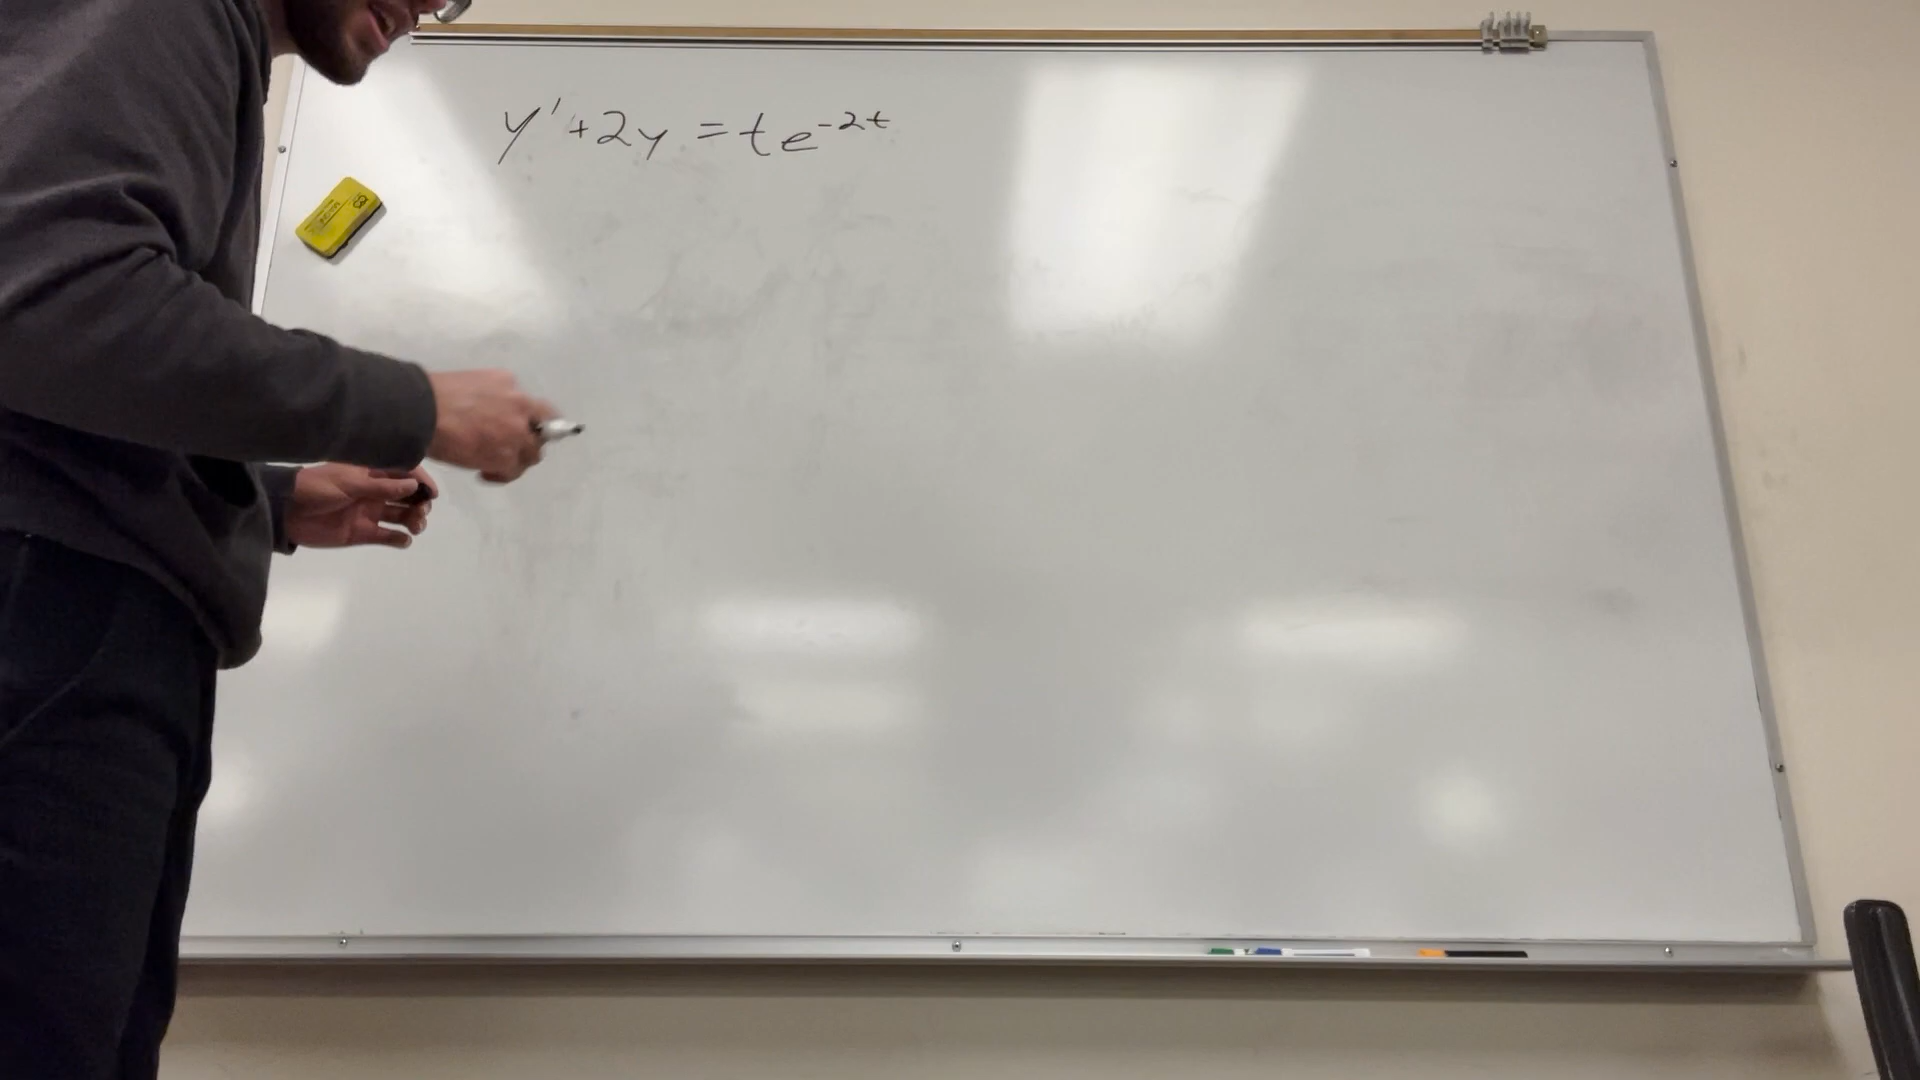 y' + 2y = te^{-2t}